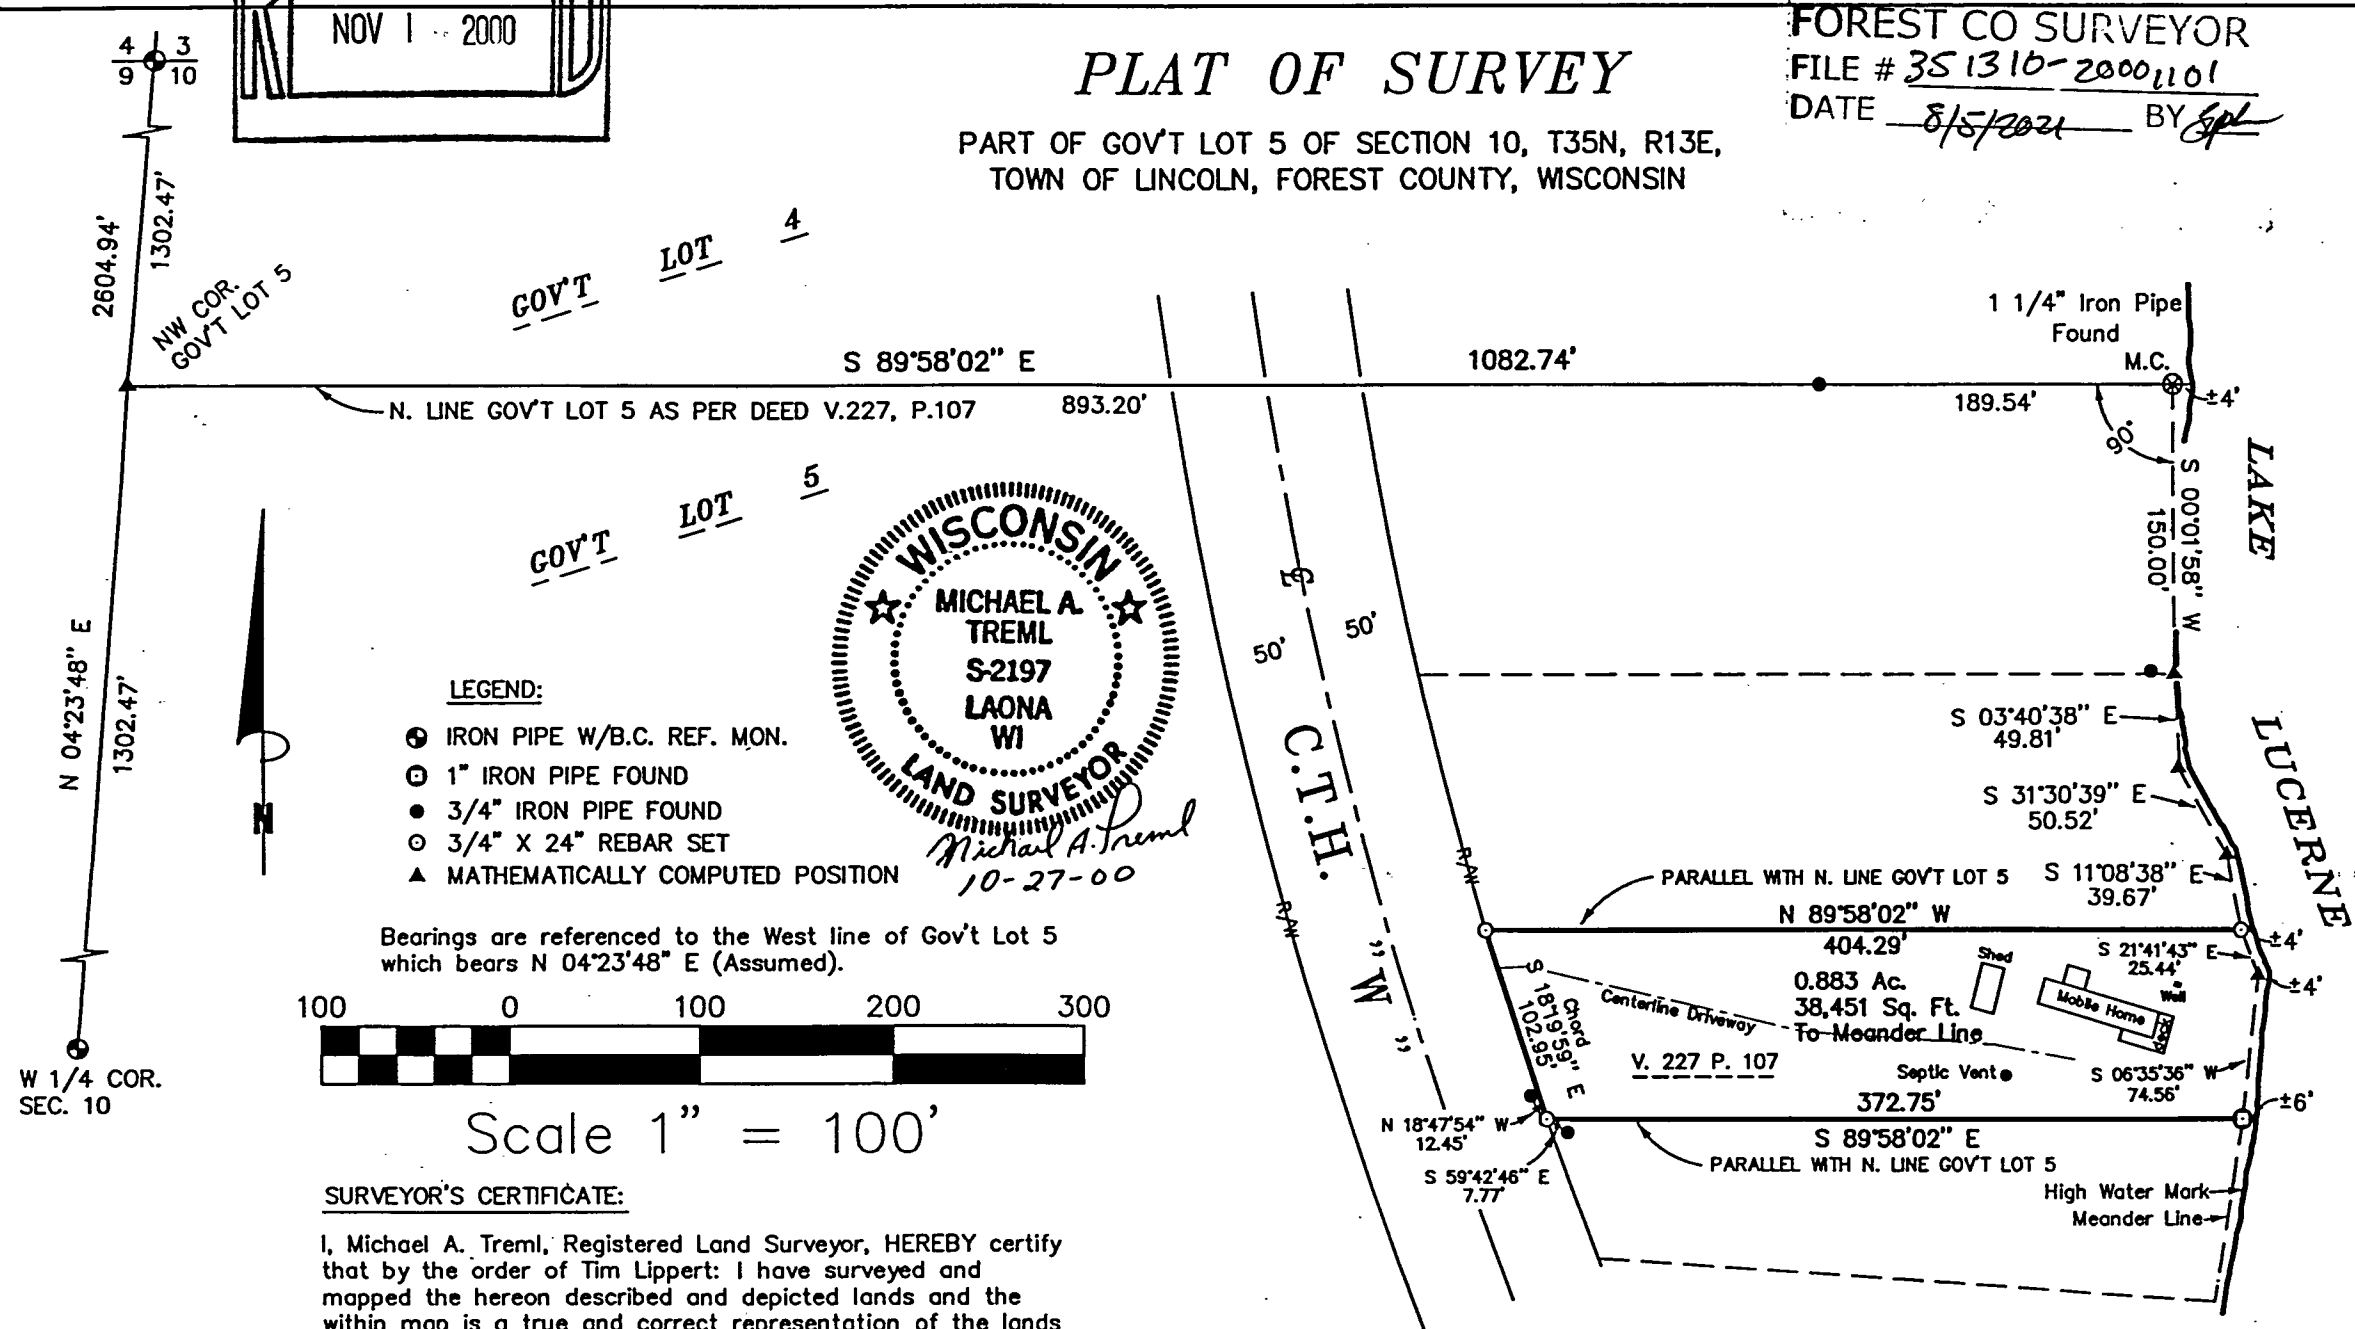 NOV 1 2000
FOREST CO SURVEYOR
FILE # 351310-20001101
DATE 8/5/2021 BY
PLAT OF SURVEY
PART OF GOV'T LOT 5 OF SECTION 10, T35N, R13E,
TOWN OF LINCOLN, FOREST COUNTY, WISCONSIN
4 3
9 10
2604.94'
1302.47'
NW COR.
GOV'T LOT 5
GOV'T LOT 4
S 89°58'02" E
1082.74'
N. LINE GOV'T LOT 5 AS PER DEED V.227, P.107
893.20'
189.54'
1 1/4" Iron Pipe
Found
M.C.
±4'
90°
S 00°01'58" W
150.00'
LAKE LUCERNE
GOV'T LOT 5
WISCONSIN
MICHAEL A.
TREML
S-2197
LAONA
WI
LAND SURVEYOR
Michael A. Treml
10-27-00
N 04°23'48" E
1302.47'
N
LEGEND:
IRON PIPE W/B.C. REF. MON.
1" IRON PIPE FOUND
3/4" IRON PIPE FOUND
3/4" X 24" REBAR SET
MATHEMATICALLY COMPUTED POSITION
Bearings are referenced to the West line of Gov't Lot 5
which bears N 04°23'48" E (Assumed).
100 0 100 200 300
Scale 1" = 100'
W 1/4 COR.
SEC. 10
50'
50'
C.T.H. "W"
R/W
R/W
S 03°40'38" E
49.81'
S 31°30'39" E
50.52'
S 11°08'38" E
39.67'
PARALLEL WITH N. LINE GOV'T LOT 5
N 89°58'02" W
404.29'
±4'
S 21°41'43" E
25.44'
±4'
Shed
Well
Mobile Home
Deck
0.883 Ac.
38,451 Sq. Ft.
To Meander Line
Centerline Driveway
Chord
S 18°19'59" E
102.95'
V. 227 P. 107
Septic Vent
S 06°35'36" W
74.56'
±6'
372.75'
S 89°58'02" E
PARALLEL WITH N. LINE GOV'T LOT 5
N 18°47'54" W
12.45'
S 59°42'46" E
7.77'
High Water Mark
Meander Line
SURVEYOR'S CERTIFICATE:
I, Michael A. Treml, Registered Land Surveyor, HEREBY certify
that by the order of Tim Lippert: I have surveyed and
mapped the hereon described and depicted lands and the
within map is a true and correct representation of the lands